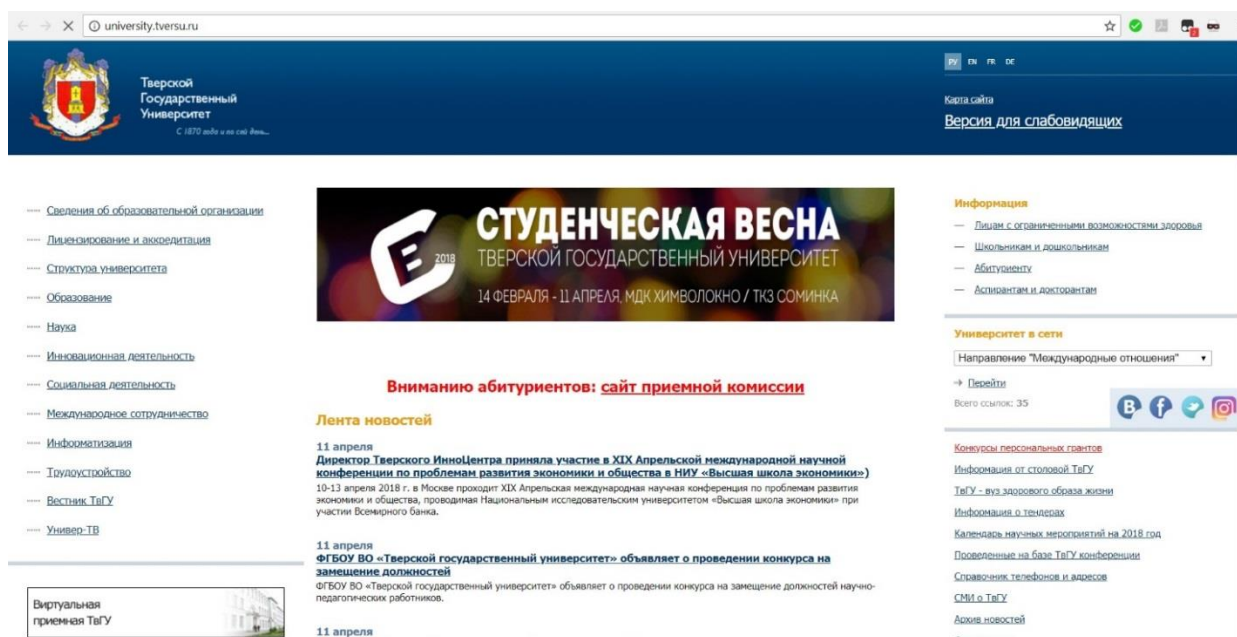 university.tversu.ru
2
Тверской
Государственный
Университет
С 1870 года и по сей день...
РУ EN FR DE
Карта сайта
Версия для слабовидящих
Сведения об образовательной организации
Лицензирование и аккредитация
Структура университета
Образование
Наука
Инновационная деятельность
Социальная деятельность
Международное сотрудничество
Информатизация
Трудоустройство
Вестник ТвГУ
Универ-ТВ
Виртуальная
приемная ТвГУ
2018
СТУДЕНЧЕСКАЯ ВЕСНА
ТВЕРСКОЙ ГОСУДАРСТВЕННЫЙ УНИВЕРСИТЕТ
14 ФЕВРАЛЯ - 11 АПРЕЛЯ, МДК ХИМВОЛОКНО / ТКЗ СОМИНКА
Вниманию абитуриентов: сайт приемной комиссии
Лента новостей
11 апреля
Директор Тверского ИнноЦентра приняла участие в XIX Апрельской международной научной
конференции по проблемам развития экономики и общества в НИУ «Высшая школа экономики»)
10-13 апреля 2018 г. в Москве проходит XIX Апрельская международная научная конференция по проблемам развития
экономики и общества, проводимая Национальным исследовательским университетом «Высшая школа экономики» при
участии Всемирного банка.
11 апреля
ФГБОУ ВО «Тверской государственный университет» объявляет о проведении конкурса на
замещение должностей
ФГБОУ ВО «Тверской государственный университет» объявляет о проведении конкурса на замещение должностей научно-
педагогических работников.
11 апреля
Информация
Лицам с ограниченными возможностями здоровья
Школьникам и дошкольникам
Абитуриенту
Аспирантам и докторантам
Университет в сети
Направление "Международные отношения"
Перейти
Всего ссылок: 35
Конкурсы персональных грантов
Информация от столовой ТвГУ
ТвГУ - вуз здорового образа жизни
Информация о тендерах
Календарь научных мероприятий на 2018 год
Проведенные на базе ТвГУ конференции
Справочник телефонов и адресов
СМИ о ТвГУ
Архив новостей